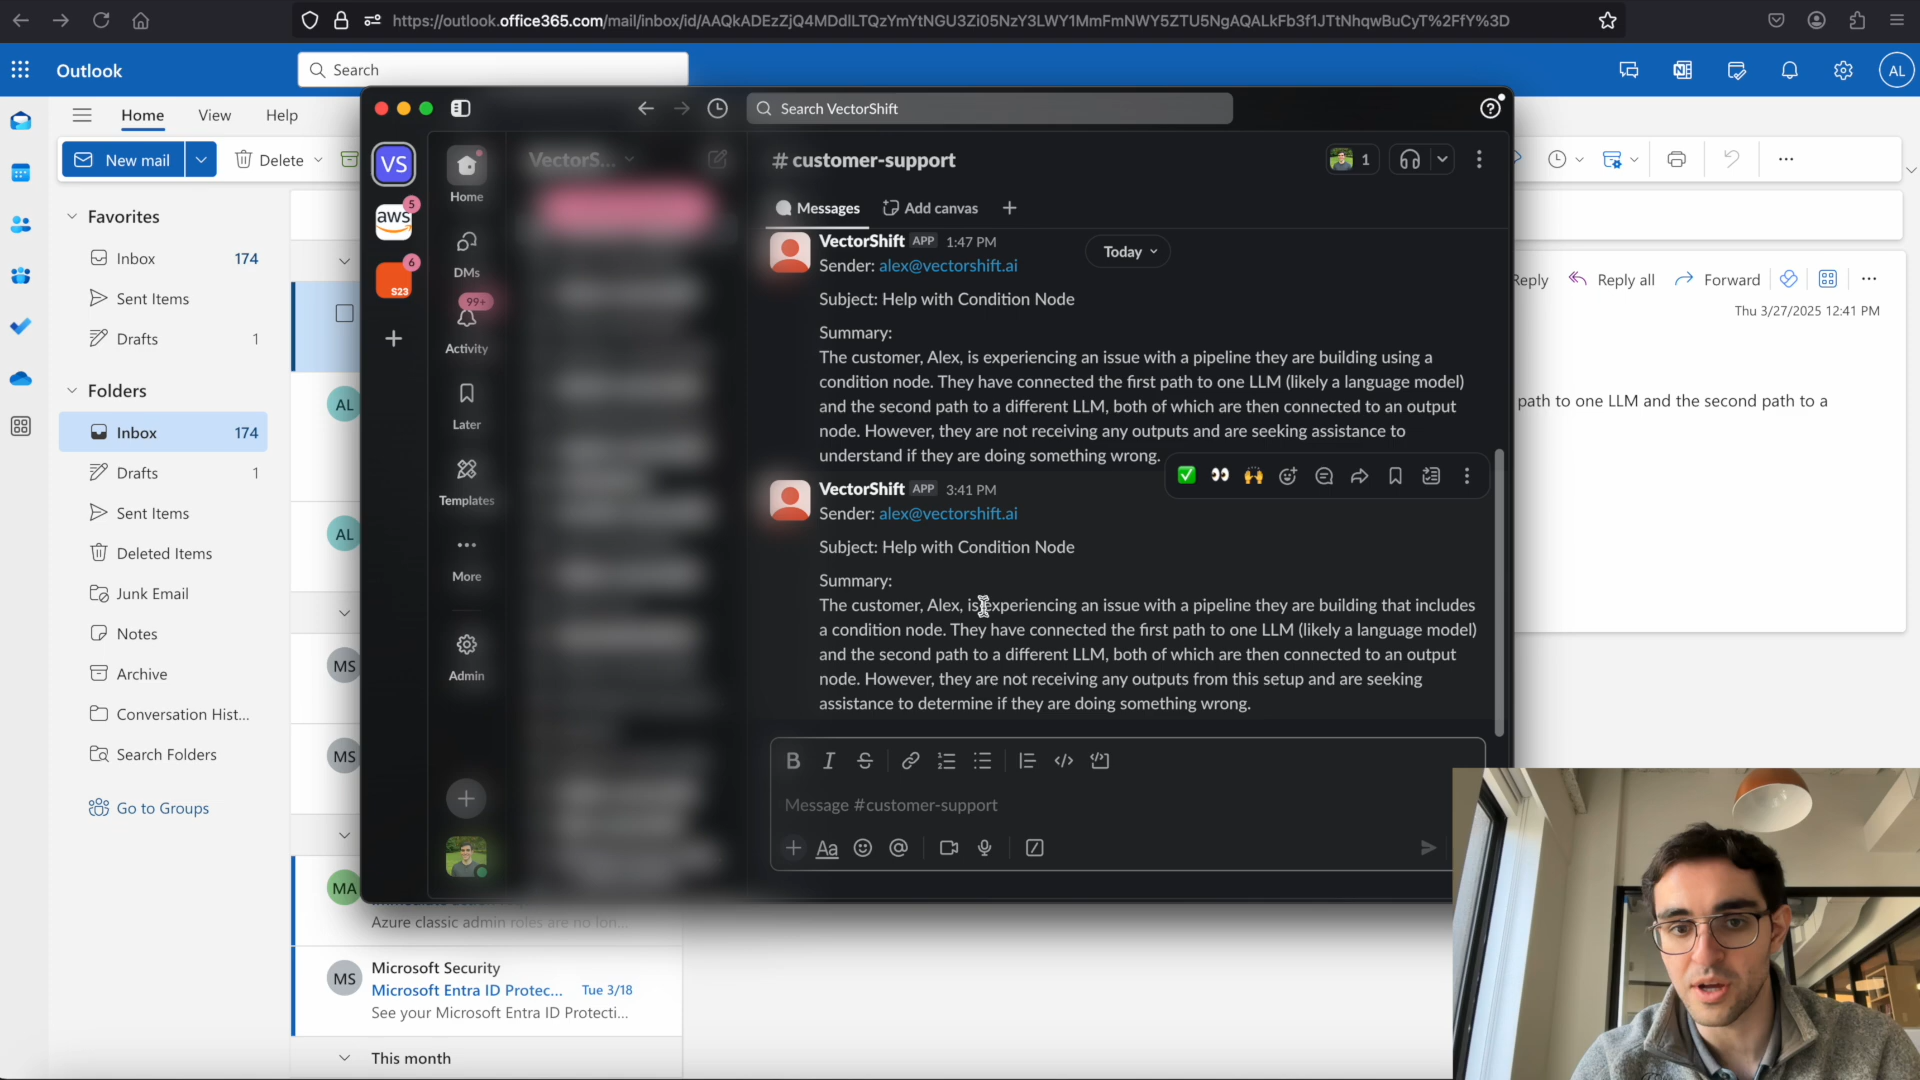 https://outlook.office365.com/mail/inbox/id/AAQkADEzZjQ4MDdlLTQzYmYtNGU3Zi05NzY3LWY1MmFmNWY5ZTU5NgAQALkFb3f1JTtNhqwBuCyT%2FfY%3D
Outlook
Search
AL
Home
View
Help
New mail
Delete
Favorites
Inbox 174
Sent Items
Drafts 1
Folders
Inbox 174
Drafts 1
Sent Items
Deleted Items
Junk Email
Notes
Archive
Conversation Hist...
Search Folders
Go to Groups
AL
AL
MS
MS
MA
Azure classic admin roles are no lon...
MS
Microsoft Security
Microsoft Entra ID Protec... Tue 3/18
See your Microsoft Entra ID Protecti...
This month
Search VectorShift
VS
aws
5
6
S23
Home
DMs
99+
Activity
Later
Templates
More
Admin
VectorS...
# customer-support
1
Messages
Add canvas
Today
VectorShift APP 1:47 PM
Sender: alex@vectorshift.ai
Subject: Help with Condition Node
Summary:
The customer, Alex, is experiencing an issue with a pipeline they are building using a
condition node. They have connected the first path to one LLM (likely a language model)
and the second path to a different LLM, both of which are then connected to an output
node. However, they are not receiving any outputs and are seeking assistance to
understand if they are doing something wrong.
VectorShift APP 3:41 PM
Sender: alex@vectorshift.ai
Subject: Help with Condition Node
Summary:
The customer, Alex, is experiencing an issue with a pipeline they are building that includes
a condition node. They have connected the first path to one LLM (likely a language model)
and the second path to a different LLM, both of which are then connected to an output
node. However, they are not receiving any outputs from this setup and are seeking
assistance to determine if they are doing something wrong.
B I S
Message #customer-support
Aa
Reply
Reply all
Forward
Thu 3/27/2025 12:41 PM
path to one LLM and the second path to a